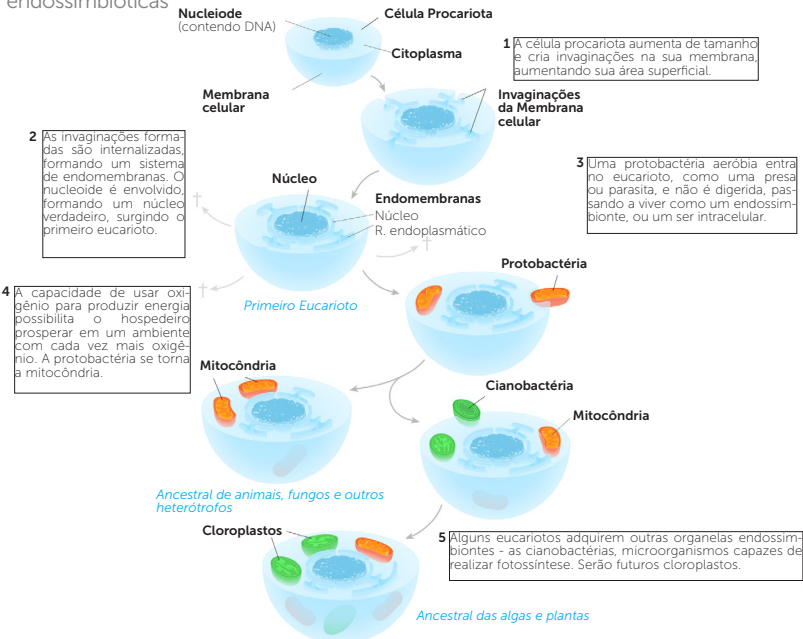 endossimbióticas
Nucleiode
(contendo DNA)
Célula Procariota
Citoplasma
Membrana
celular
1 A célula procariota aumenta de tamanho
e cria invaginações na sua membrana,
aumentando sua área superficial.
Invaginações
da Membrana
celular
2 As invaginações forma-
das são internalizadas,
formando um sistema
de endomembranas. O
nucleoide é envolvido,
formando um núcleo
verdadeiro, surgindo o
primeiro eucarioto.
Núcleo
Endomembranas
Núcleo
R. endoplasmático
3 Uma protobactéria aeróbia entra
no eucarioto, como uma presa
ou parasita, e não é digerida, pas-
sando a viver como um endossim-
bionte, ou um ser intracelular.
Protobactéria
Primeiro Eucarioto
4 A capacidade de usar oxi-
gênio para produzir energia
possibilita o hospedeiro
prosperar em um ambiente
com cada vez mais oxigê-
nio. A protobactéria se torna
a mitocôndria.
Mitocôndria
Cianobactéria
Mitocôndria
Ancestral de animais, fungos e outros
heterótrofos
Cloroplastos
5 Alguns eucariotos adquirem outras organelas endossim-
biontes - as cianobactérias, microorganismos capazes de
realizar fotossíntese. Serão futuros cloroplastos.
Ancestral das algas e plantas